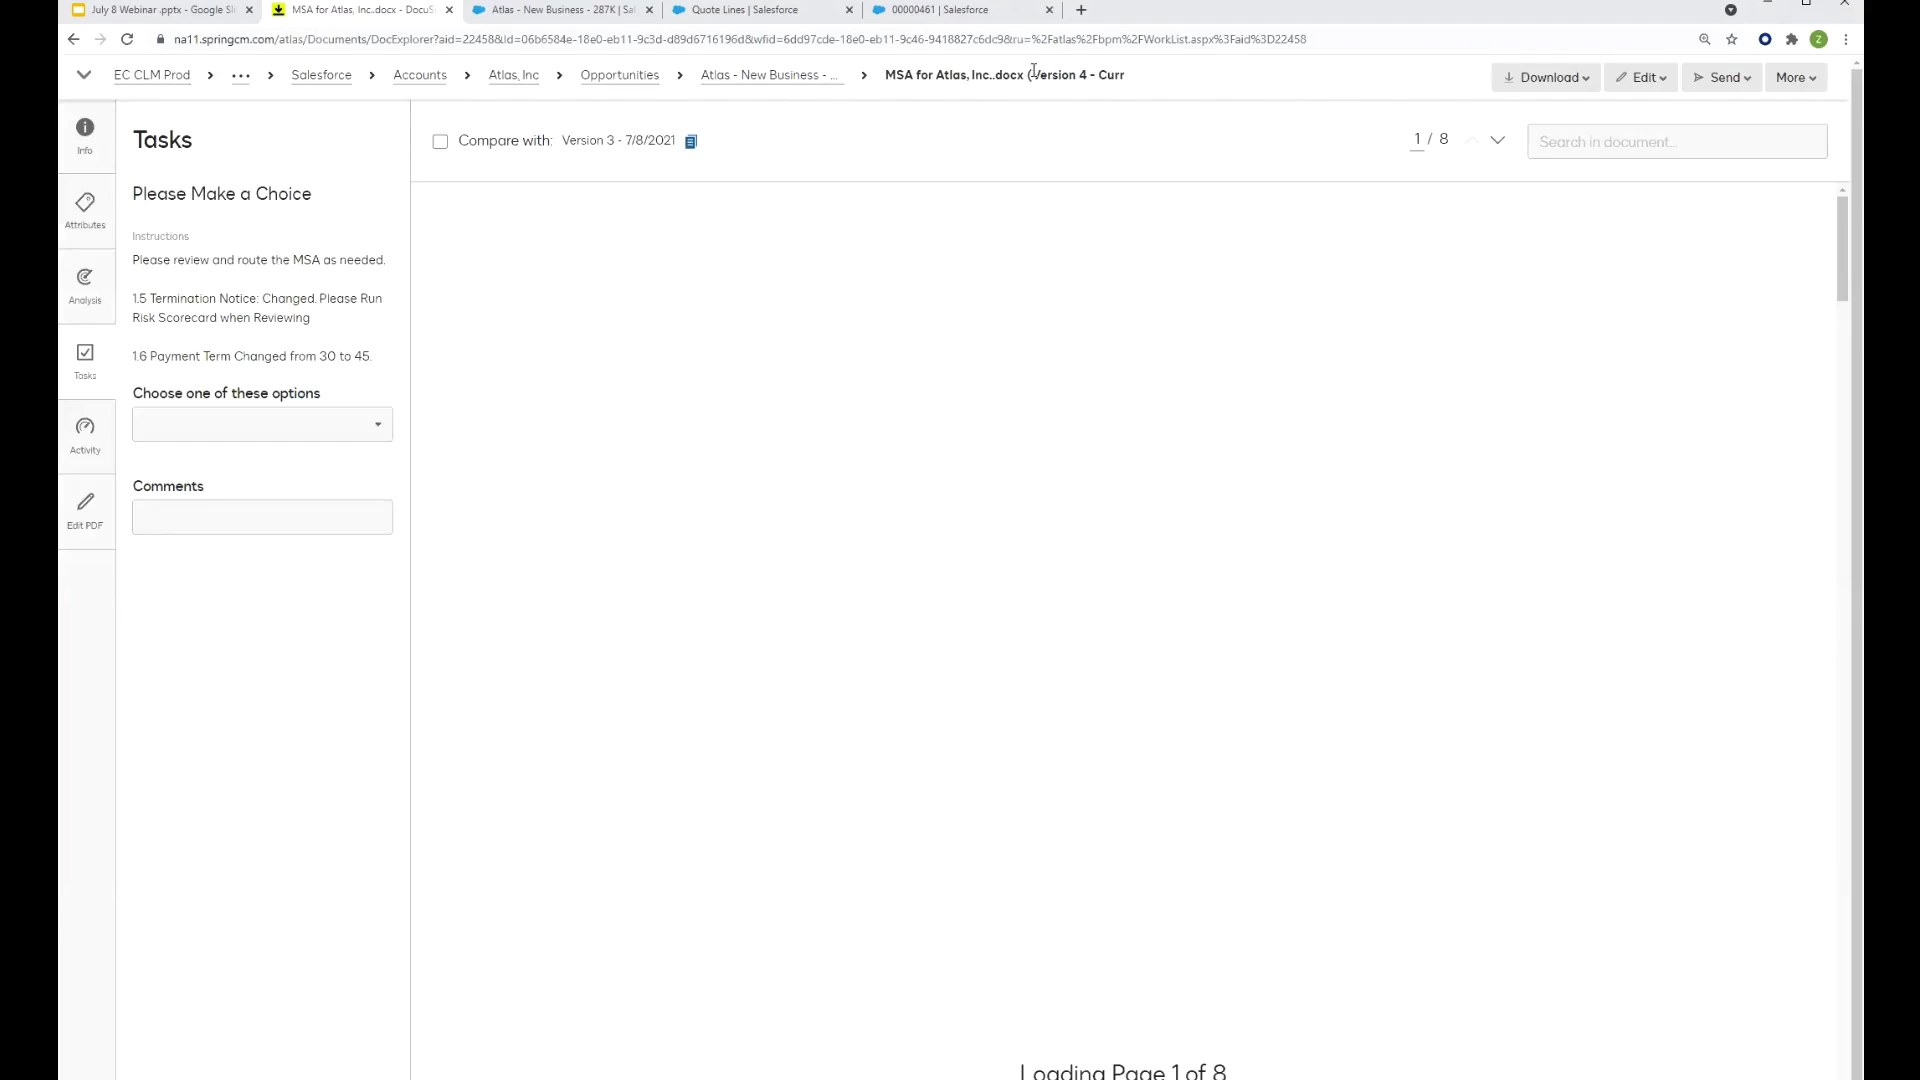 July 8 Webinar .pptx - Google Sli
MSA for Atlas, Inc..docx - DocuS
Atlas - New Business - 287K | Sal
Quote Lines | Salesforce
00000461 | Salesforce
na11.springcm.com/atlas/Documents/DocExplorer?aid=22458&Id=06b6584e-18e0-eb11-9c3d-d89d6716196d&wfid=6dd97cde-18e0-eb11-9c46-9418827c6dc9&ru=%2Fatlas%2Fbpm%2FWorkList.aspx%3Faid%3D22458
Z
EC CLM Prod > ... > Salesforce > Accounts > Atlas, Inc > Opportunities > Atlas - New Business - ... > MSA for Atlas, Inc..docx (Version 4 - Curr
Download
Edit
Send
More
Info
Attributes
Analysis
Tasks
Activity
Edit PDF
Tasks
Please Make a Choice
Instructions
Please review and route the MSA as needed.
1.5 Termination Notice: Changed. Please Run
Risk Scorecard when Reviewing
1.6 Payment Term Changed from 30 to 45.
Choose one of these options
Comments
Compare with: Version 3 - 7/8/2021
1 / 8
Search in document...
Loading Page 1 of 8